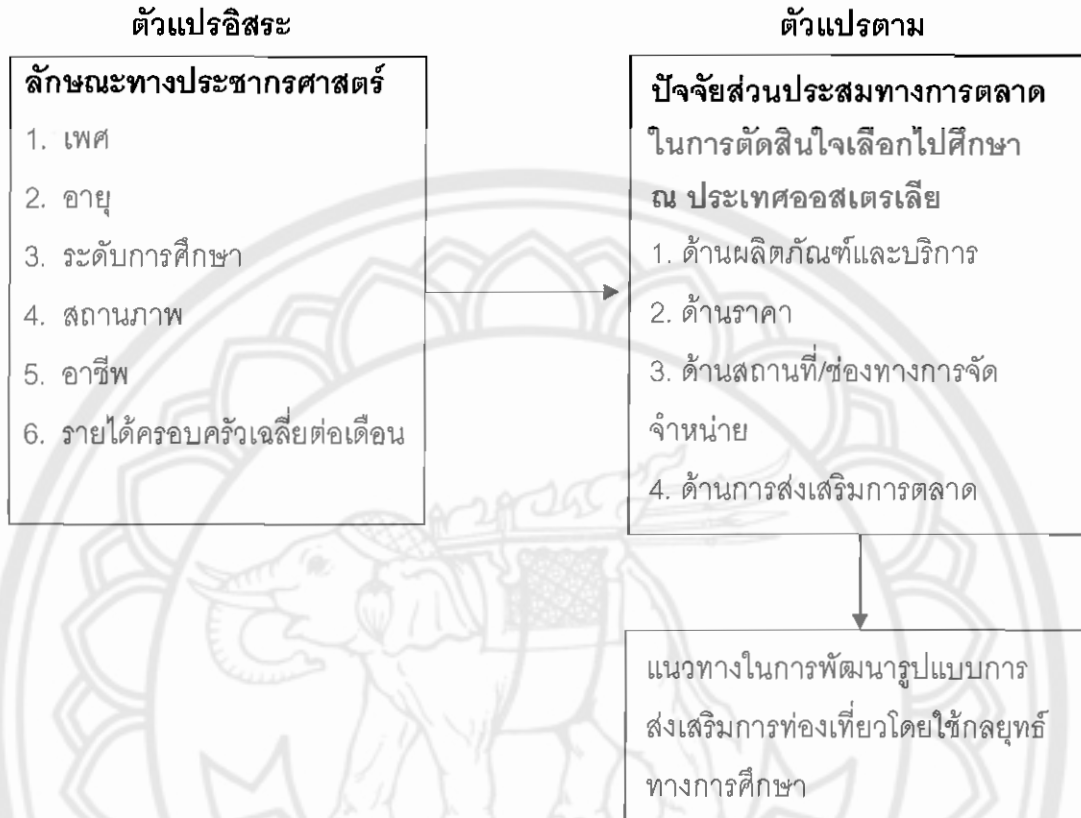 ตัวแปรอิสระ
ลักษณะทางประชากรศาสตร์
1. เพศ
2. อายุ
3. ระดับการศึกษา
4. สถานภาพ
5. อาชีพ
6. รายได้ครอบครัวเฉลี่ยต่อเดือน
ตัวแปรตาม
ปัจจัยส่วนประสมทางการตลาด
ในการตัดสินใจเลือกไปศึกษา
ณ ประเทศออสเตรเลีย
1. ด้านผลิตภัณฑ์และบริการ
2. ด้านราคา
3. ด้านสถานที่/ช่องทางการจัด
จำหน่าย
4. ด้านการส่งเสริมการตลาด
แนวทางในการพัฒนารูปแบบการ
ส่งเสริมการท่องเที่ยวโดยใช้กลยุทธ์
ทางการศึกษา